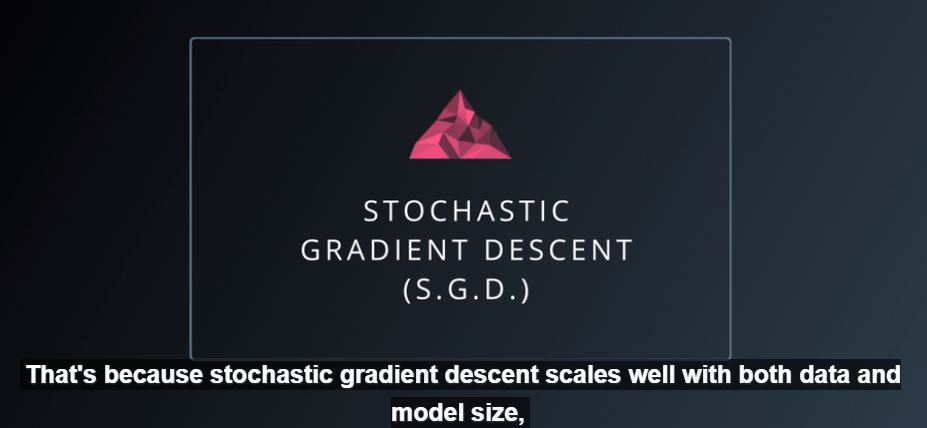 STOCHASTIC
GRADIENT DESCENT
(S.G.D.)
That's because stochastic gradient descent scales well with both data and
model size,